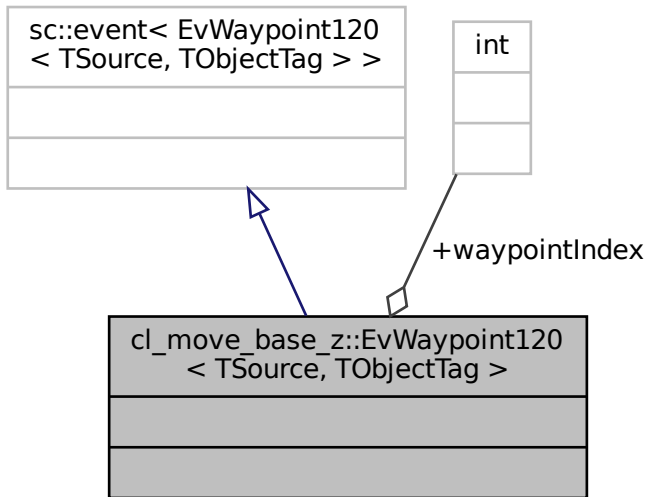 sc::event< EvWaypoint120
< TSource, TObjectTag > >
int
+waypointIndex
cl_move_base_z::EvWaypoint120
< TSource, TObjectTag >